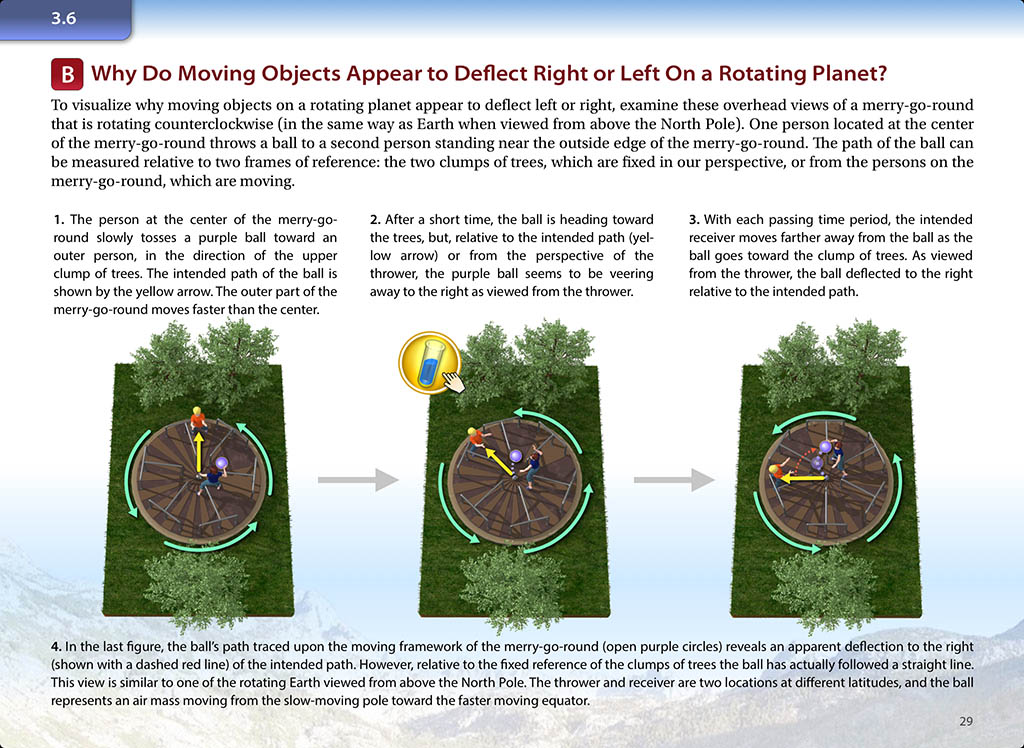 3.6
B Why Do Moving Objects Appear to Deflect Right or Left On a Rotating Planet?
To visualize why moving objects on a rotating planet appear to deflect left or right, examine these overhead views of a merry-go-round
that is rotating counterclockwise (in the same way as Earth when viewed from above the North Pole). One person located at the center
of the merry-go-round throws a ball to a second person standing near the outside edge of the merry-go-round. The path of the ball can
be measured relative to two frames of reference: the two clumps of trees, which are fixed in our perspective, or from the persons on the
merry-go-round, which are moving.
1. The person at the center of the merry-go-
round slowly tosses a purple ball toward an
outer person, in the direction of the upper
clump of trees. The intended path of the ball is
shown by the yellow arrow. The outer part of the
merry-go-round moves faster than the center.
2. After a short time, the ball is heading toward
the trees, but, relative to the intended path (yel-
low arrow) or from the perspective of the
thrower, the purple ball seems to be veering
away to the right as viewed from the thrower.
3. With each passing time period, the intended
receiver moves farther away from the ball as the
ball goes toward the clump of trees. As viewed
from the thrower, the ball deflected to the right
relative to the intended path.
4. In the last figure, the ball's path traced upon the moving framework of the merry-go-round (open purple circles) reveals an apparent deflection to the right
(shown with a dashed red line) of the intended path. However, relative to the fixed reference of the clumps of trees the ball has actually followed a straight line.
This view is similar to one of the rotating Earth viewed from above the North Pole. The thrower and receiver are two locations at different latitudes, and the ball
represents an air mass moving from the slow-moving pole toward the faster moving equator.
29